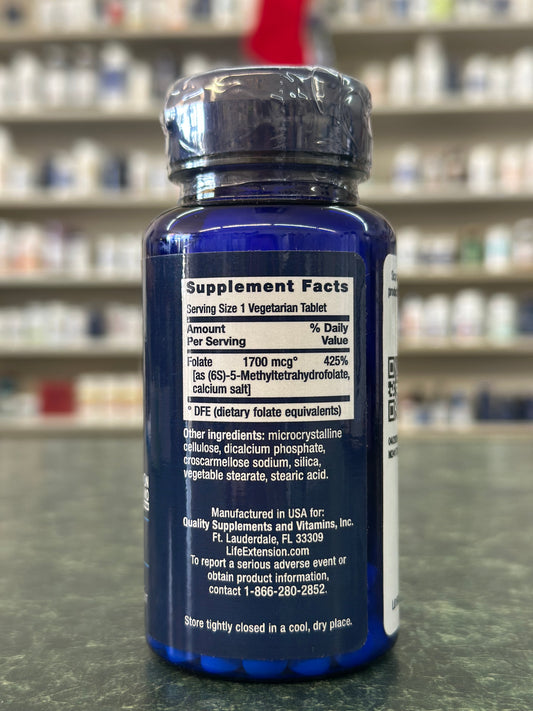 Supplement Facts
Serving Size 1 Vegetarian Tablet
Amount % Daily
Per Serving Value
Folate 1700 mcg° 425%
[as (6S)-5-Methyltetrahydrofolate,
calcium salt]
° DFE (dietary folate equivalents)
Other ingredients: microcrystalline
cellulose, dicalcium phosphate,
croscarmellose sodium, silica,
vegetable stearate, stearic acid.
Manufactured in USA for:
Quality Supplements and Vitamins, Inc.
Ft. Lauderdale, FL 33309
LifeExtension.com
To report a serious adverse event or
obtain product information,
contact 1-866-280-2852.
Store tightly closed in a cool, dry place.